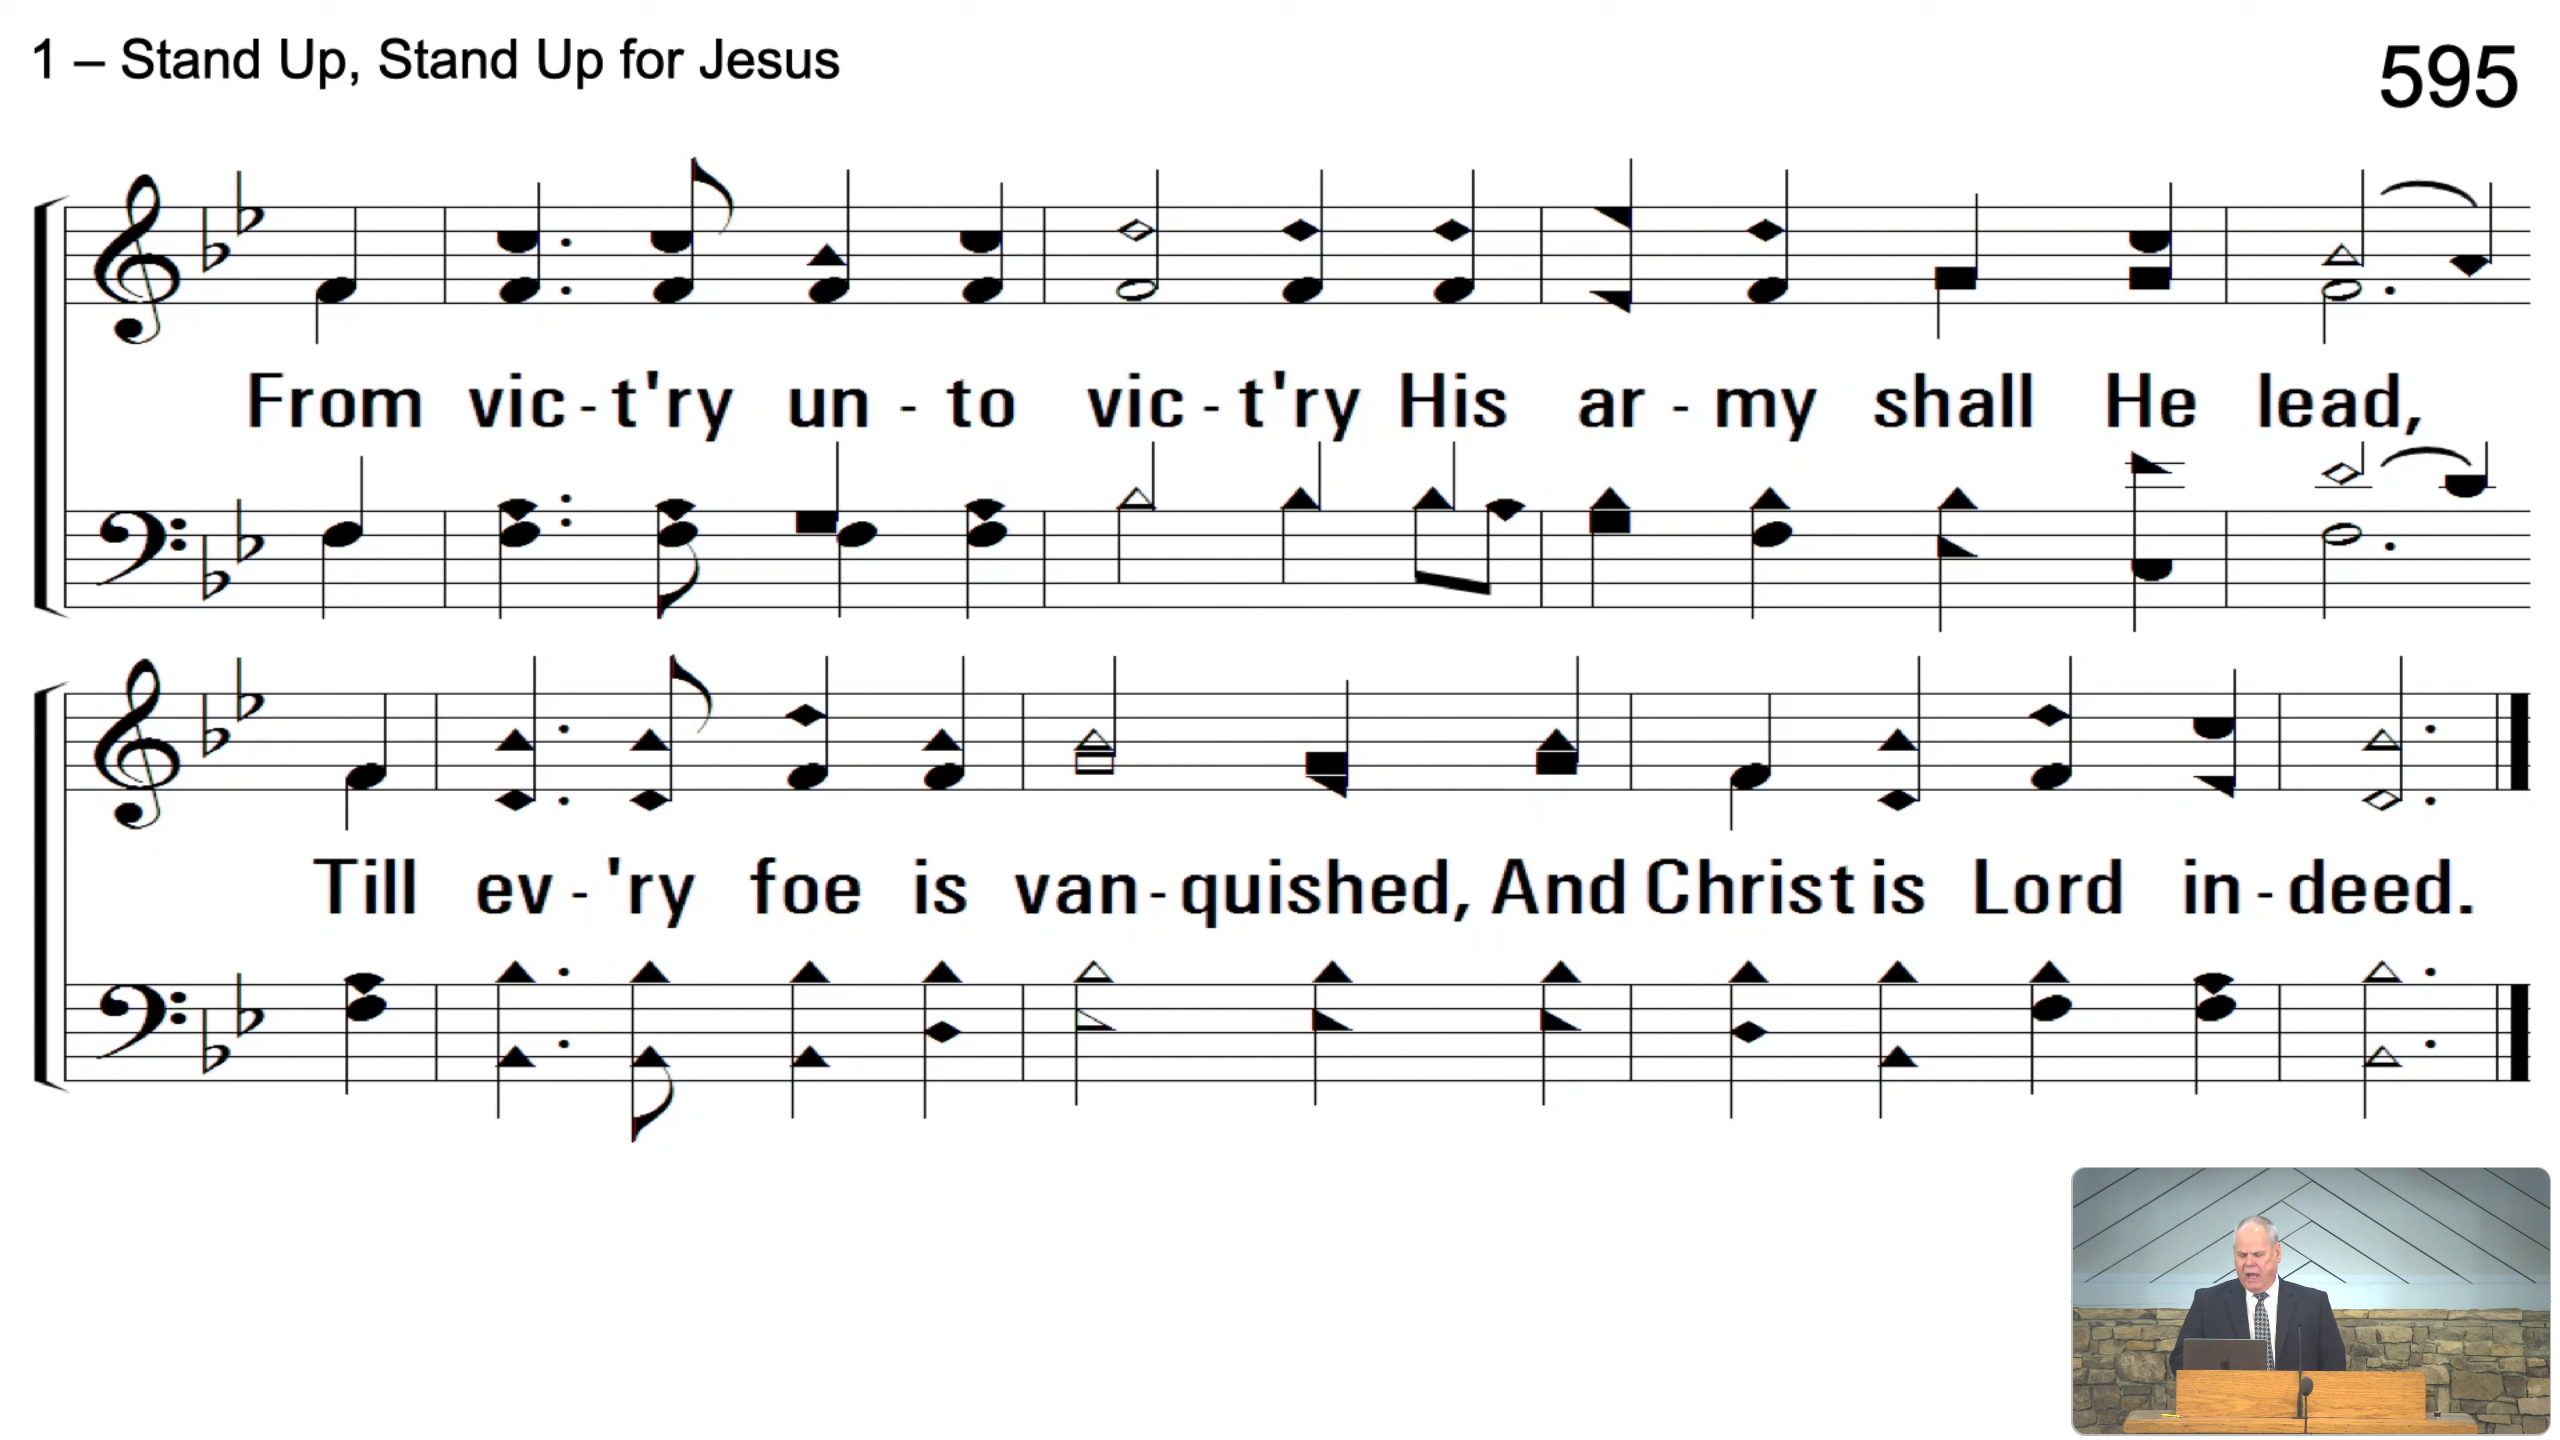 1 – Stand Up, Stand Up for Jesus
595
From vic-t'ry un - to vic-t'ry His ar - my shall He lead,
Till ev-'ry foe is van-quished, And Christ is Lord in-deed.